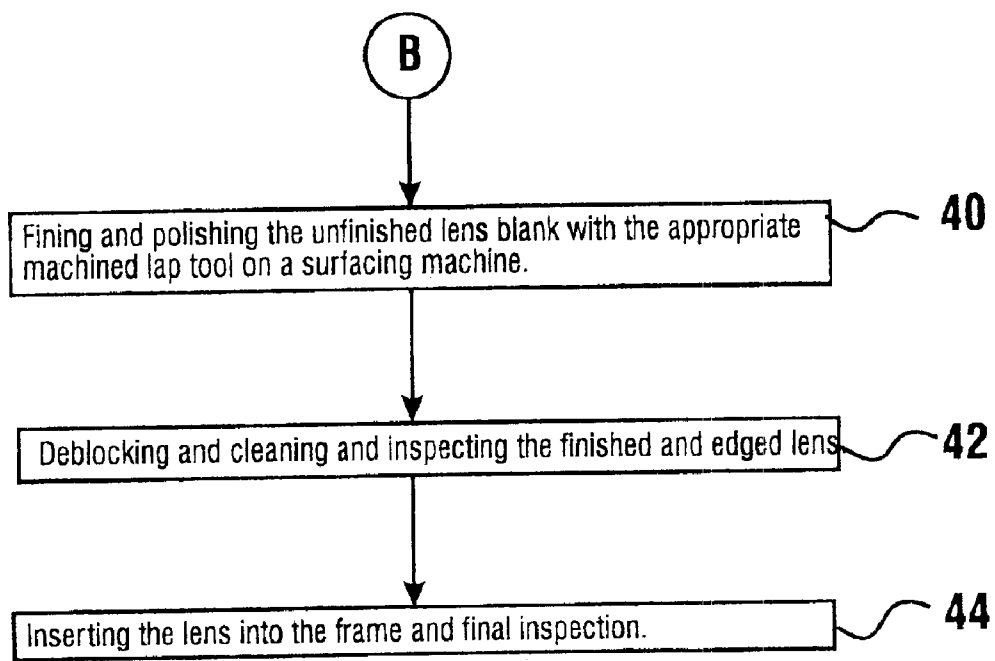 B
Fining and polishing the unfinished lens blank with the appropriate
machined lap tool on a surfacing machine.
40
Deblocking and cleaning and inspecting the finished and edged lens
42
Inserting the lens into the frame and final inspection.
44